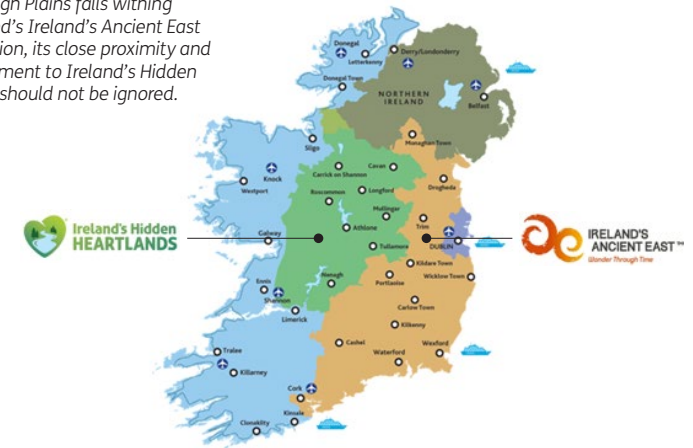 gh Plains falls withing
d's Ireland's Ancient East
ion, its close proximity and
ment to Ireland's Hidden
should not be ignored.
Donegal
Letterkenny
Derry/Londonderry
Donegal Town
NORTHERN
IRELAND
Belfast
Monaghan Town
Sligo
Cavan
Carrick on Shannon
Knock
Westport
Drogheda
Roscommon
Longford
Mullingar
Trim
Athlone
Ireland's Hidden
HEARTLANDS
Galway
Tullamore
DUBLIN
IRELAND'S
ANCIENT EAST™
Wander Through Time
Kildare Town
Wicklow Town
Portlaoise
Nenagh
Ennis
Shannon
Carlow Town
Limerick
Kilkenny
Cashel
Wexford
Waterford
Tralee
Killarney
Cork
Kinsale
Clonakilty